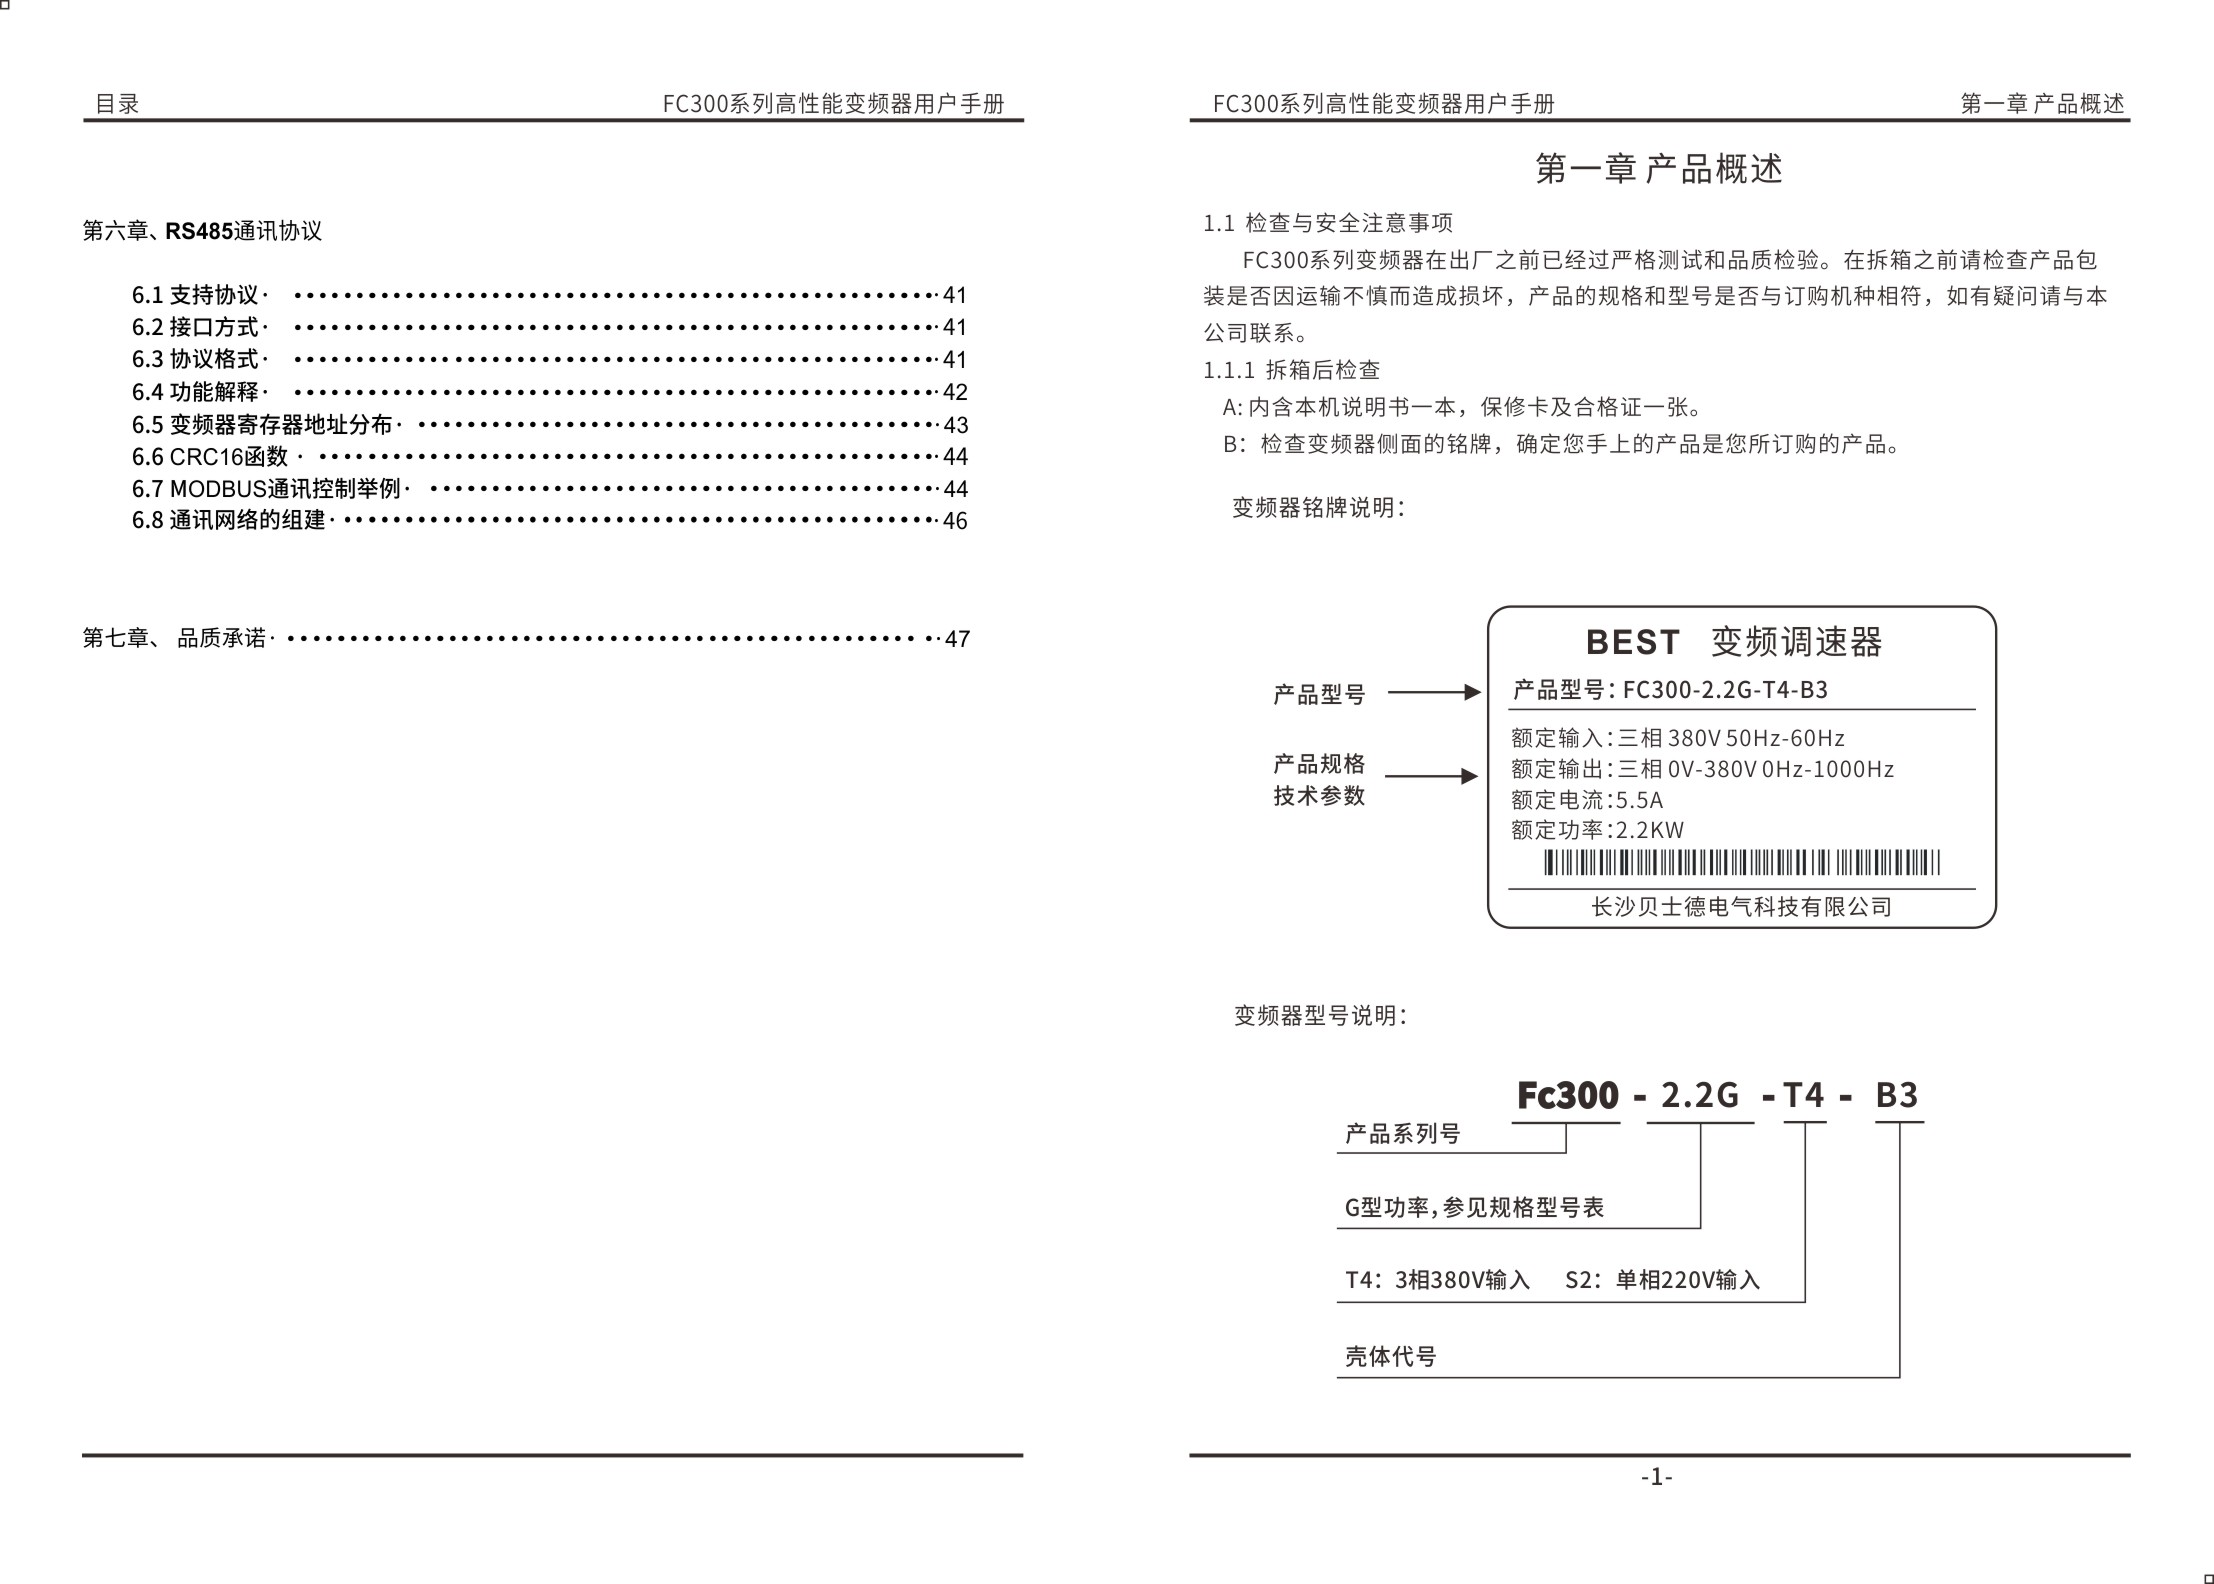 目录 FC300系列高性能变频器用户手册
第六章、RS485通讯协议
6.1 支持协议· ······················································41
6.2 接口方式· ······················································41
6.3 协议格式· ······················································41
6.4 功能解释· ······················································42
6.5 变频器寄存器地址分布· ············································43
6.6 CRC16函数 · ····················································44
6.7 MODBUS通讯控制举例· ···········································44
6.8 通讯网络的组建· ··················································46
第七章、 品质承诺· ···················································· ··47
FC300系列高性能变频器用户手册 第一章 产品概述
第一章 产品概述
1.1 检查与安全注意事项
FC300系列变频器在出厂之前已经过严格测试和品质检验。在拆箱之前请检查产品包
装是否因运输不慎而造成损坏，产品的规格和型号是否与订购机种相符，如有疑问请与本
公司联系。
1.1.1 拆箱后检查
A: 内含本机说明书一本，保修卡及合格证一张。
B：检查变频器侧面的铭牌，确定您手上的产品是您所订购的产品。
变频器铭牌说明：
BEST 变频调速器
产品型号
产品型号：FC300-2.2G-T4-B3
额定输入：三相 380V 50Hz-60Hz
产品规格
技术参数
额定输出：三相 0V-380V 0Hz-1000Hz
额定电流：5.5A
额定功率：2.2KW
长沙贝士德电气科技有限公司
变频器型号说明：
Fc300 - 2.2G - T4 - B3
产品系列号
G型功率，参见规格型号表
T4：3相380V输入 S2：单相220V输入
壳体代号
-1-